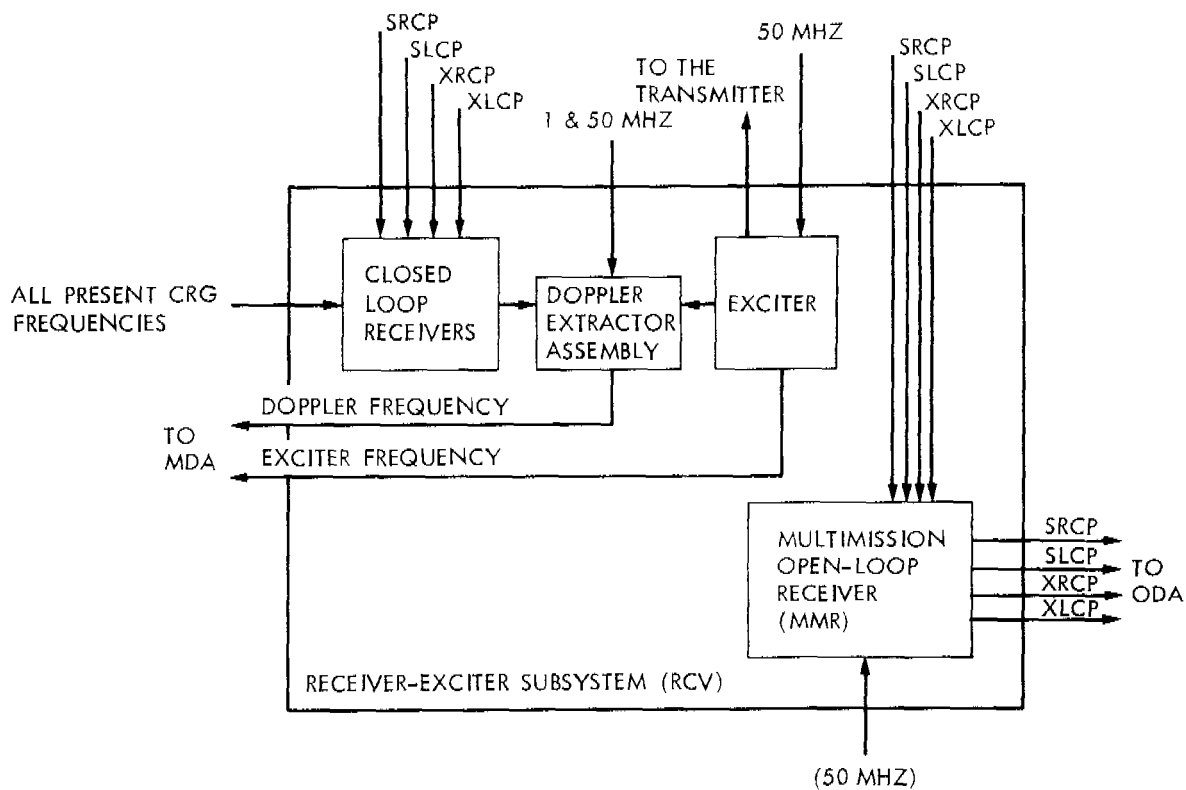 SRCP
SLCP
XRCP
XLCP
1 & 50 MHZ
TO THE
TRANSMITTER
50 MHZ
SRCP
SLCP
XRCP
XLCP
ALL PRESENT CRG
FREQUENCIES
CLOSED
LOOP
RECEIVERS
DOPPLER
EXTRACTOR
ASSEMBLY
EXCITER
DOPPLER FREQUENCY
TO
MDA
EXCITER FREQUENCY
MULTIMISSION
OPEN-LOOP
RECEIVER
(MMR)
SRCP
SLCP
XRCP
XLCP
TO
ODA
RECEIVER-EXCITER SUBSYSTEM (RCV)
(50 MHZ)